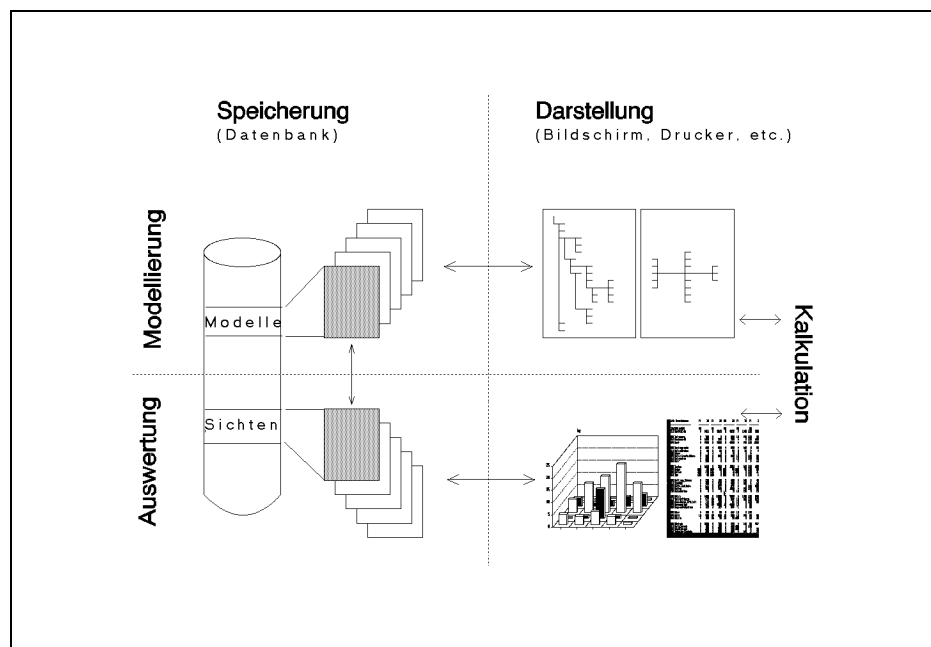 Speicherung
(Datenbank)
Darstellung
(Bildschirm, Drucker, etc.)
Modellierung
Modelle
Kalkulation
Auswertung
Sichten